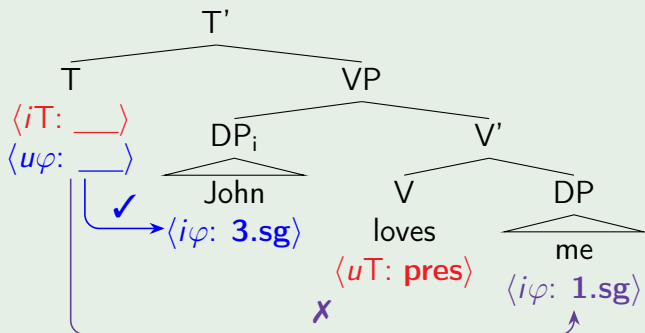 T’
T VP
⟨iT: ___⟩
DPi V’
⟨uφ: ___⟩
John V DP
✓
⟨iφ: 3.sg⟩ loves me
⟨uT: pres⟩ ⟨iφ: 1.sg⟩
✗